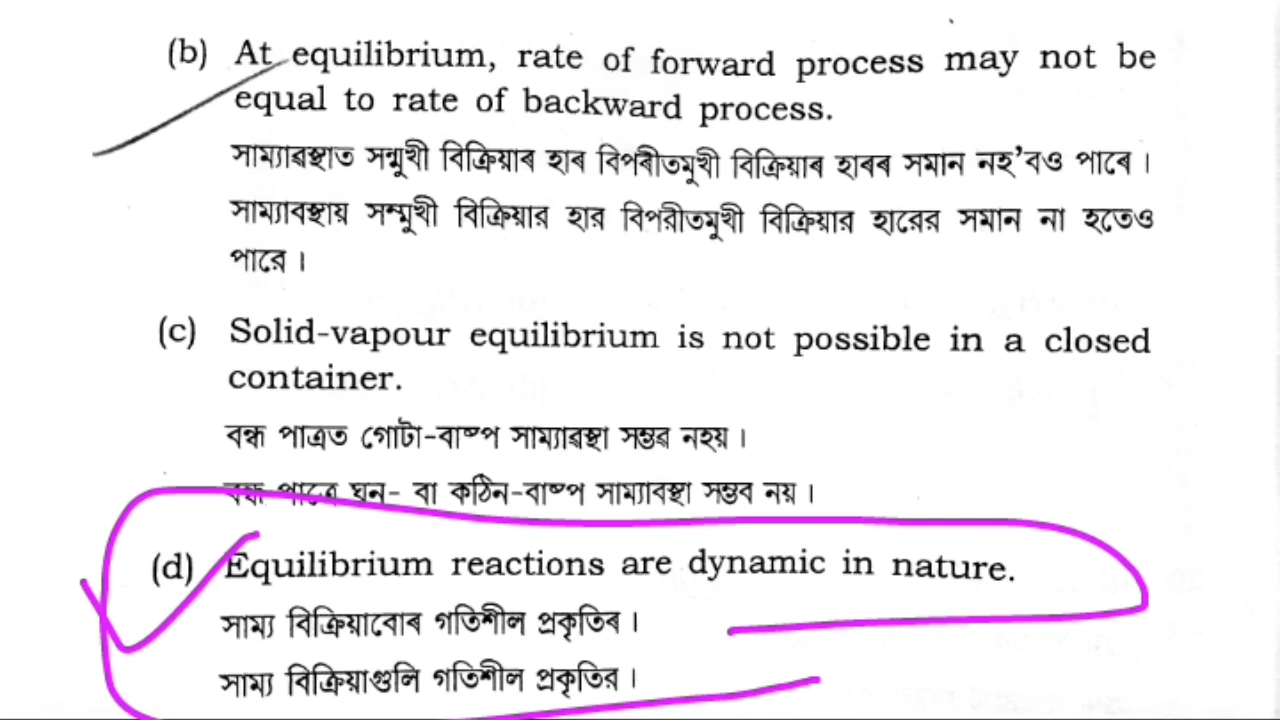 (b) At equilibrium, rate of forward process may not be
equal to rate of backward process.
সাম্যাৱস্থাত সন্মুখী বিক্ৰিয়াৰ হাৰ বিপৰীতমুখী বিক্ৰিয়াৰ হাৰৰ সমান নহ'বও পাৰে ।
সাম্যাবস্থায় সম্মুখী বিক্রিয়ার হার বিপরীতমুখী বিক্রিয়ার হারের সমান না হতেও
পারে ।
(c) Solid-vapour equilibrium is not possible in a closed
container.
বন্ধ পাত্ৰত গোটা-বাষ্প সাম্যাৱস্থা সম্ভৱ নহয় ।
বন্ধ পাত্রে ঘন- বা কঠিন-বাষ্প সাম্যাবস্থা সম্ভব নয় ।
(d) Equilibrium reactions are dynamic in nature.
সাম্য বিক্ৰিয়াবোৰ গতিশীল প্ৰকৃতিৰ ।
সাম্য বিক্রিয়াগুলি গতিশীল প্রকৃতির ।